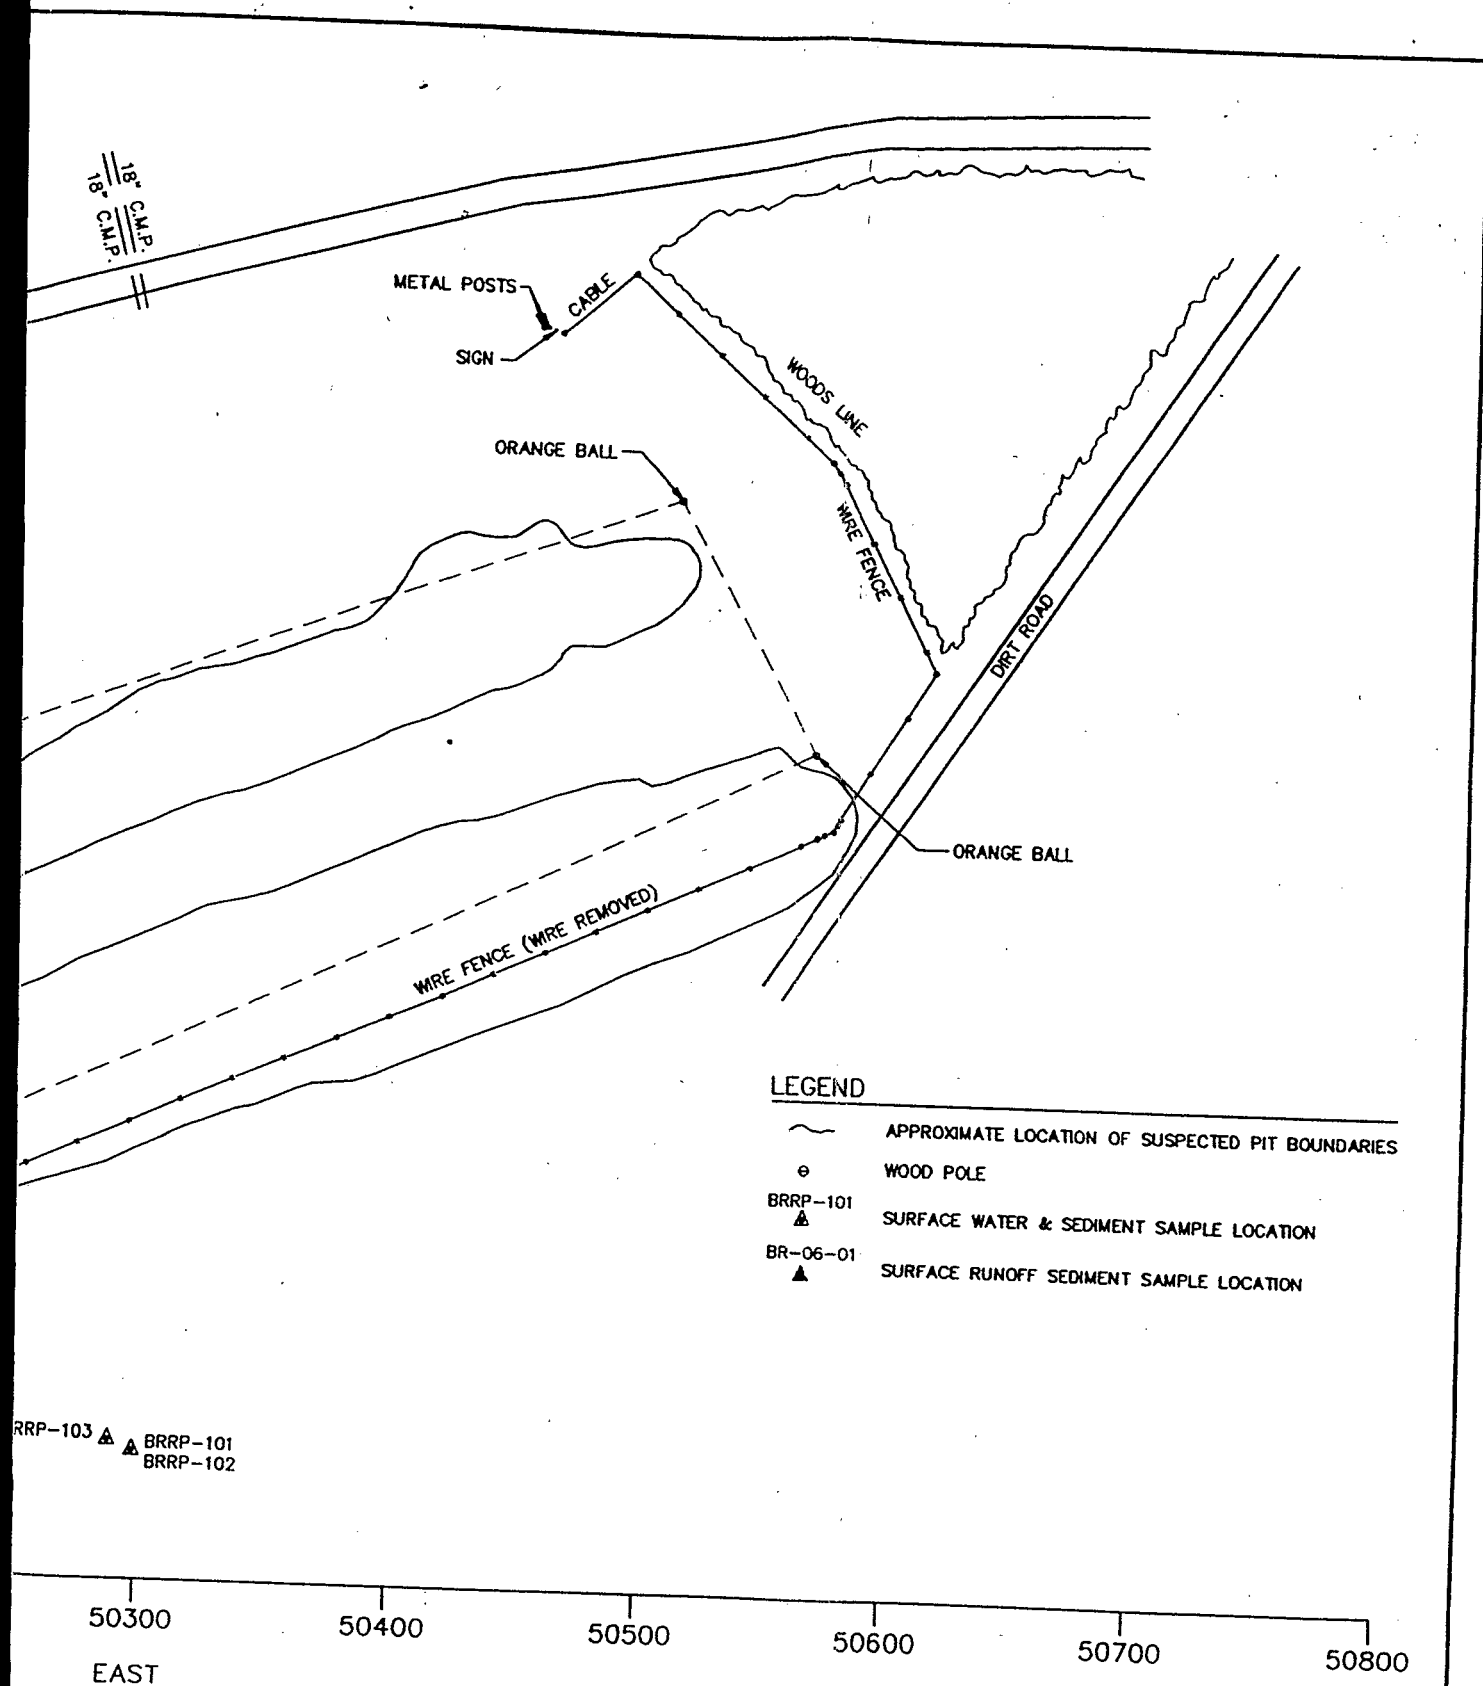 18" C.M.P.
18" C.M.P.
METAL POSTS
CABLE
SIGN
WOODS LINE
ORANGE BALL
WIRE FENCE
DIRT ROAD
ORANGE BALL
WIRE FENCE (WIRE REMOVED)
LEGEND
APPROXIMATE LOCATION OF SUSPECTED PIT BOUNDARIES
WOOD POLE
BRRP-101
SURFACE WATER & SEDIMENT SAMPLE LOCATION
BR-06-01
SURFACE RUNOFF SEDIMENT SAMPLE LOCATION
RRP-103
BRRP-101
BRRP-102
50300 50400 50500 50600 50700 50800
EAST